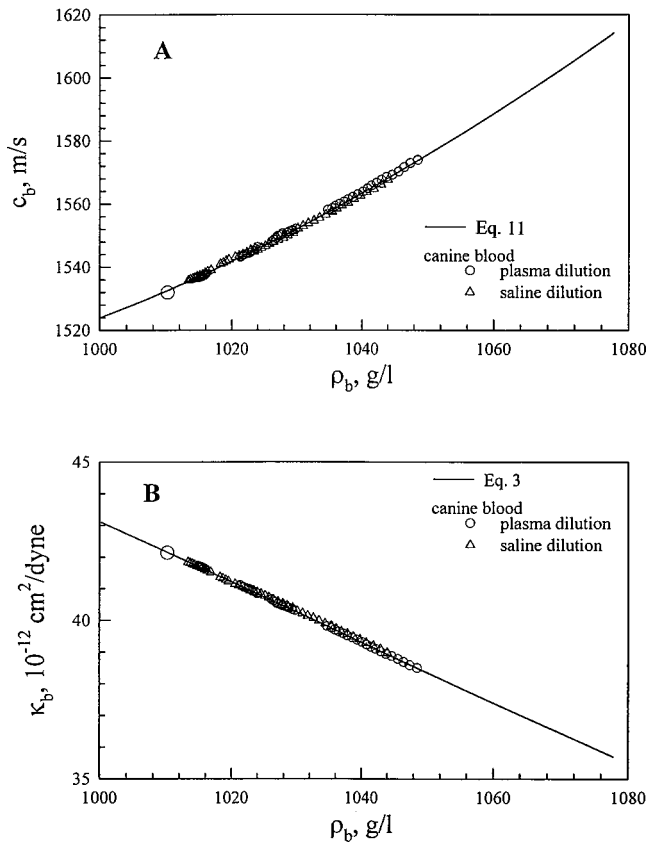 1620
A
1600
c_b, m/s
1580
1560
1540
1520
Eq. 11
canine blood
plasma dilution
saline dilution
1000 1020 1040 1060 1080
ρ_b, g/l
45
B
Eq. 3
canine blood
plasma dilution
saline dilution
κ_b, 10^-12 cm^2/dyne
40
35
1000 1020 1040 1060 1080
ρ_b, g/l